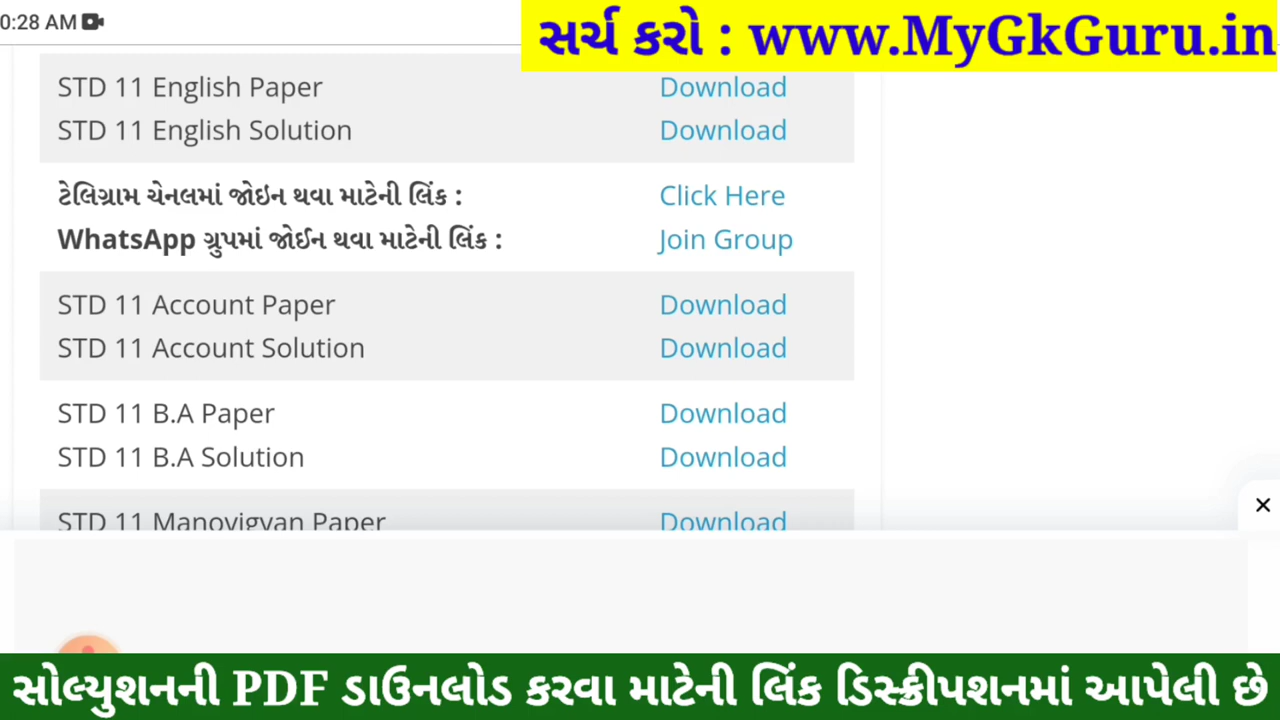 0:28 AM
સર્ચ કરો : www.MyGkGuru.in
STD 11 English Paper Download
STD 11 English Solution Download
ટેલિગ્રામ ચેનલમાં જોઇન થવા માટેની લિંક : Click Here
WhatsApp ગ્રુપમાં જોઈન થવા માટેની લિંક : Join Group
STD 11 Account Paper Download
STD 11 Account Solution Download
STD 11 B.A Paper Download
STD 11 B.A Solution Download
STD 11 Manovigyan Paper Download
સોલ્યુશનની PDF ડાઉનલોડ કરવા માટેની લિંક ડિસ્ક્રીપશનમાં આપેલી છે